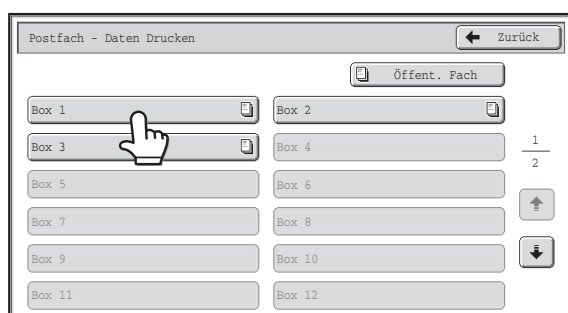 Postfach - Daten Drucken
Zurück
Öffent. Fach
Box 1
Box 2
Box 3
Box 4
Box 5
Box 6
Box 7
Box 8
Box 9
Box 10
Box 11
Box 12
1
2